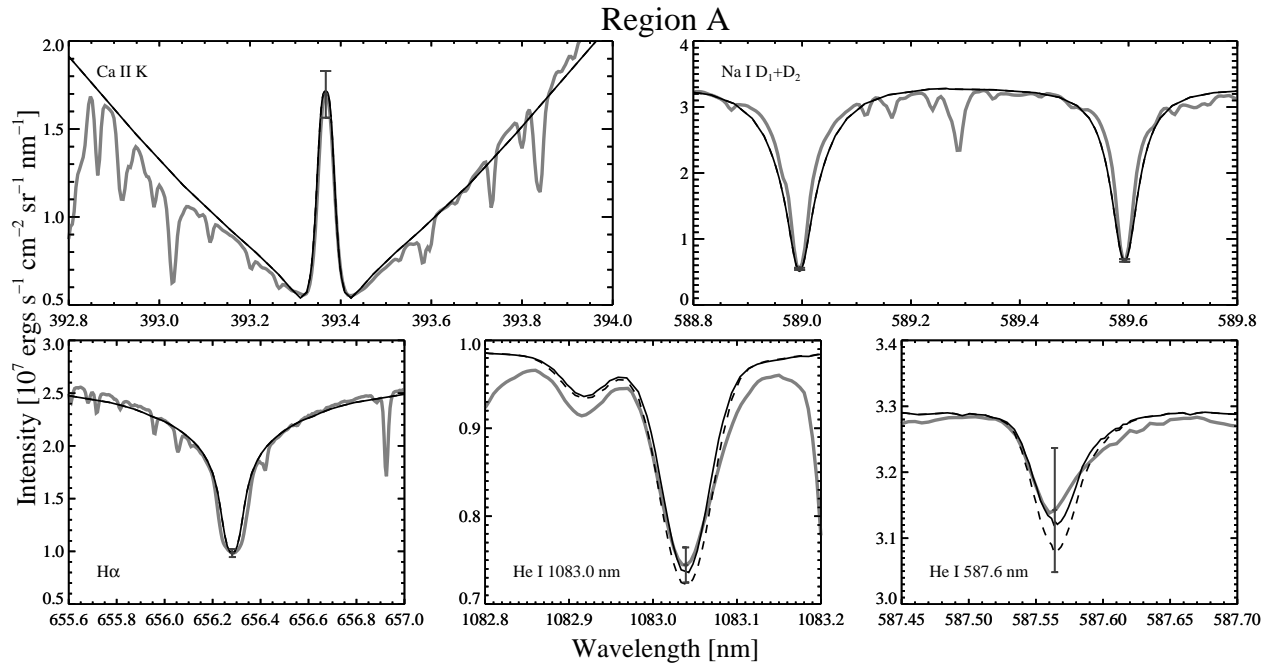 Region A
Intensity [10⁷ ergs s⁻¹ cm⁻² sr⁻¹ nm⁻¹]
2.0
1.5
1.0
0.5
Ca II K
392.8 393.0 393.2 393.4 393.6 393.8 394.0
4
3
2
1
0
Na I D₁+D₂
588.8 589.0 589.2 589.4 589.6 589.8
3.0
2.5
2.0
1.5
1.0
0.5
Hα
655.6 656.0 656.2 656.4 656.6 656.8 657.0
1.0
0.9
0.8
0.7
He I 1083.0 nm
1082.8 1082.9 1083.0 1083.1 1083.2
3.4
3.3
3.2
3.1
3.0
He I 587.6 nm
587.45 587.50 587.55 587.60 587.65 587.70
Wavelength [nm]